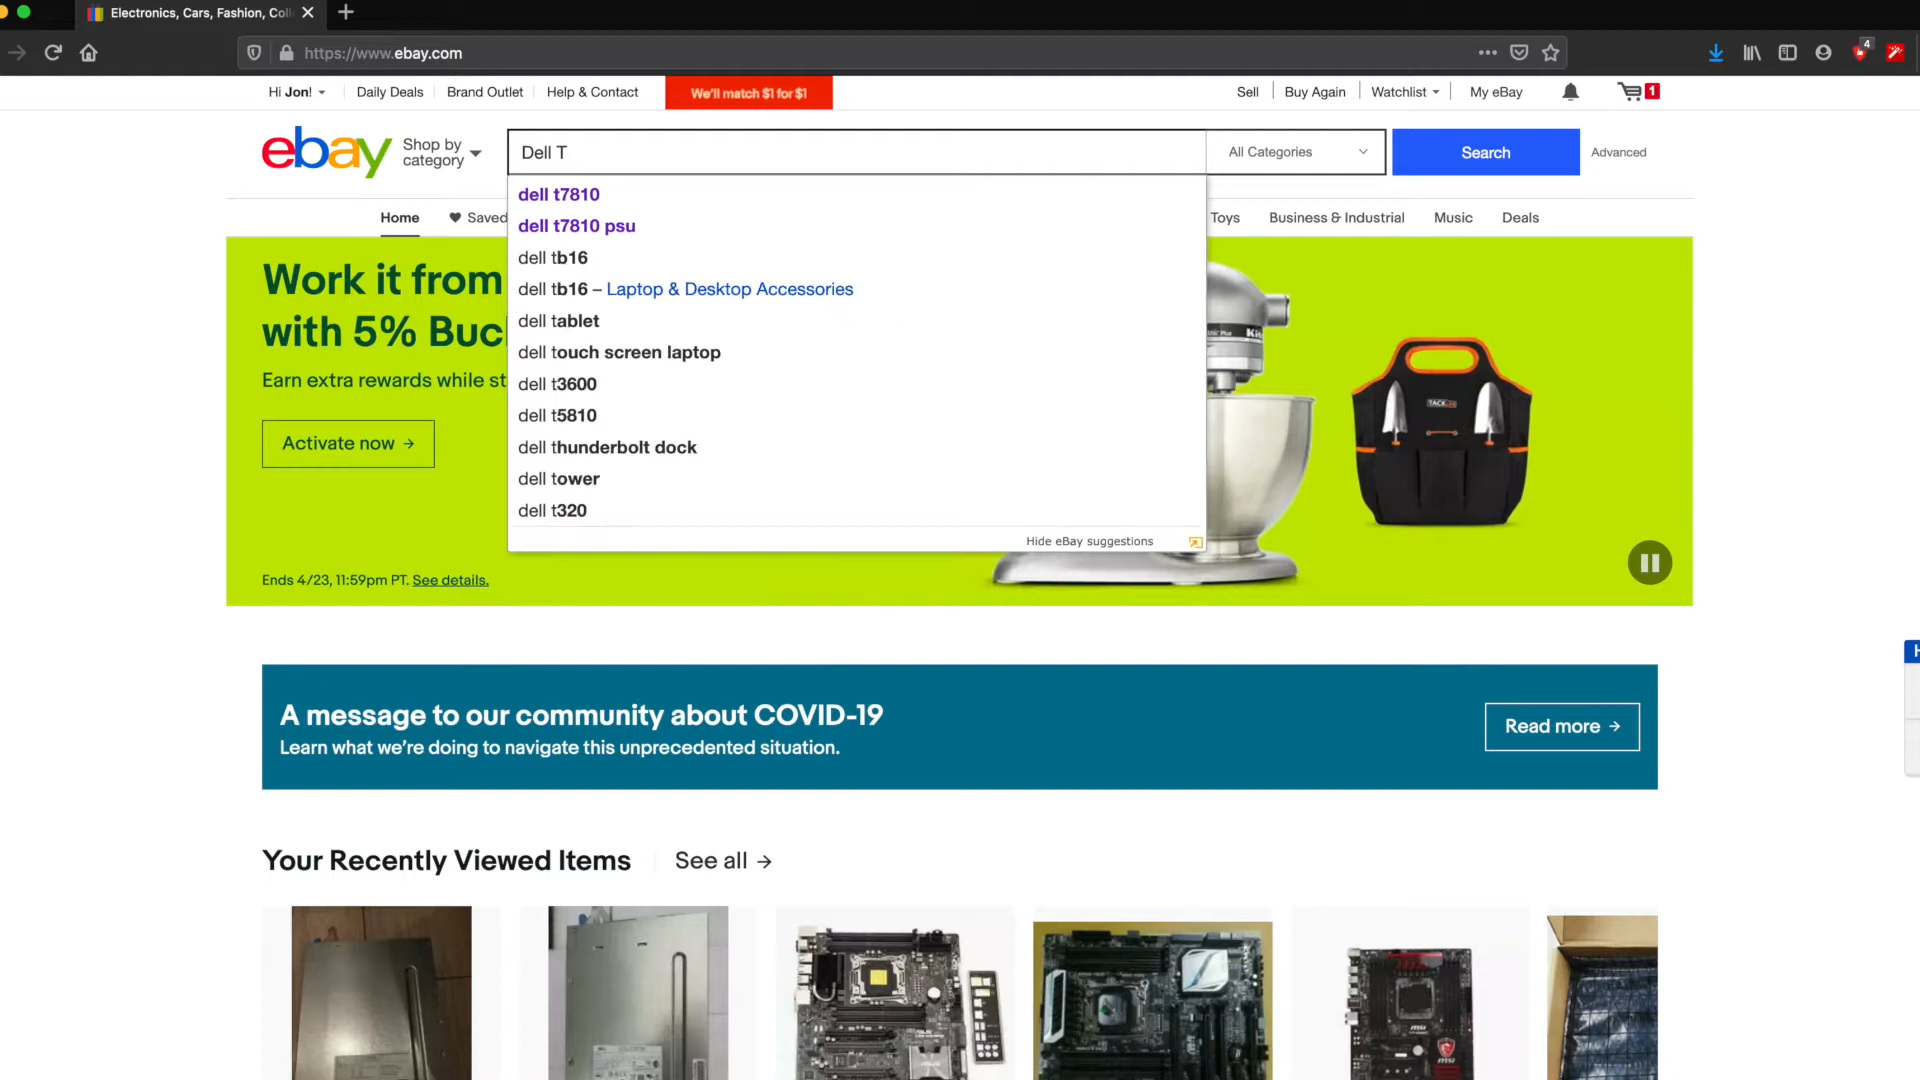 Electronics, Cars, Fashion, Coll
https://www.ebay.com
4
Hi Jon!
Daily Deals
Brand Outlet
Help & Contact
We'll match $1 for $1
Sell
Buy Again
Watchlist
My eBay
1
ebay
Shop by
category
Dell T
All Categories
Search
Advanced
Home
Saved
Toys
Business & Industrial
Music
Deals
dell t7810
dell t7810 psu
dell tb16
dell tb16 – Laptop & Desktop Accessories
dell tablet
dell touch screen laptop
dell t3600
dell t5810
dell thunderbolt dock
dell tower
dell t320
Hide eBay suggestions
Work it from
with 5% Buc
Earn extra rewards while st
Activate now →
Ends 4/23, 11:59pm PT. See details.
TACKLIFE
A message to our community about COVID-19
Learn what we're doing to navigate this unprecedented situation.
Read more →
Your Recently Viewed Items
See all →
msi